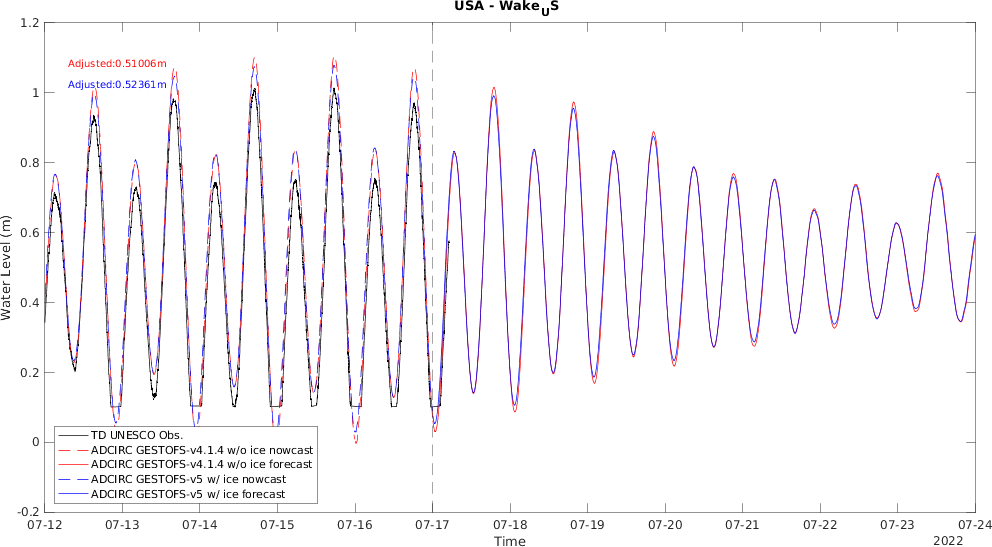 USA - Wake_US
1.2
1
0.8
0.6
0.4
0.2
0
-0.2
Water Level (m)
Adjusted:0.51006m
Adjusted:0.52361m
TD UNESCO Obs.
ADCIRC GESTOFS-v4.1.4 w/o ice nowcast
ADCIRC GESTOFS-v4.1.4 w/o ice forecast
ADCIRC GESTOFS-v5 w/ ice nowcast
ADCIRC GESTOFS-v5 w/ ice forecast
07-12 07-13 07-14 07-15 07-16 07-17 07-18 07-19 07-20 07-21 07-22 07-23 07-24
Time
2022